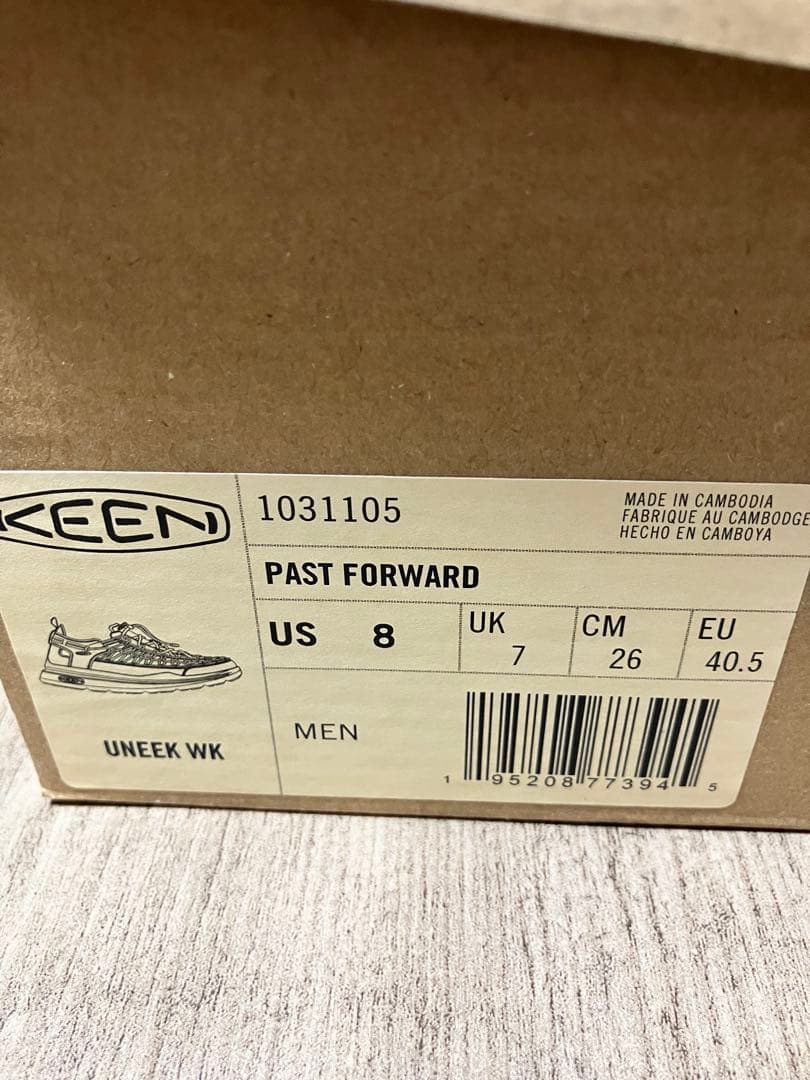 KEEN
1031105
MADE IN CAMBODIA
FABRIQUE AU CAMBODGE
HECHO EN CAMBOYA
PAST FORWARD
US 8
UK 7
CM 26
EU 40.5
UNEEK WK
MEN
1 95208 77394 5